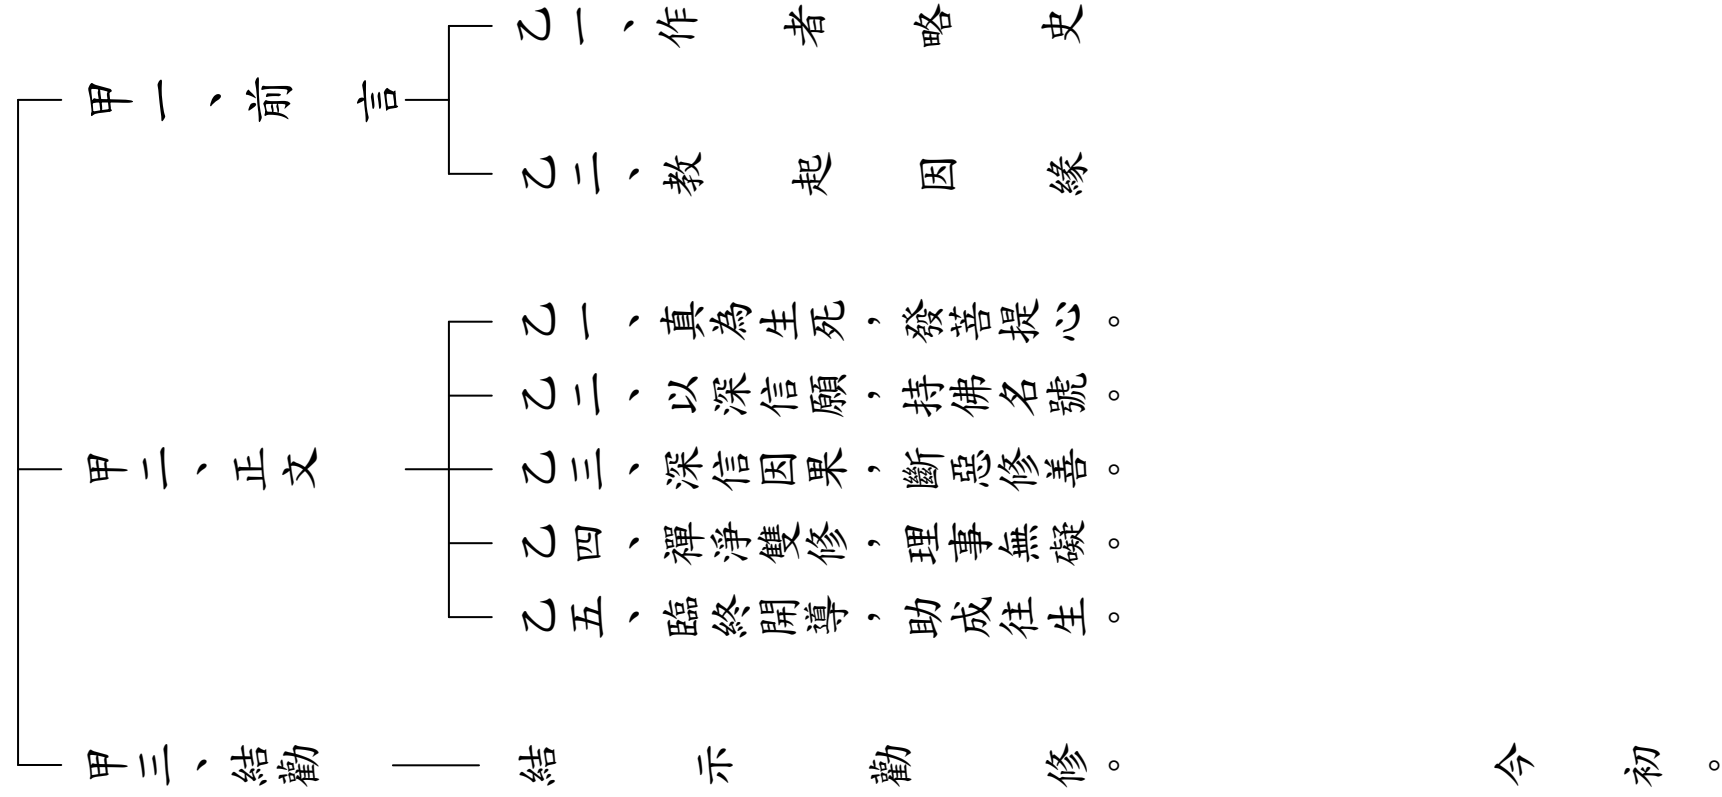 甲一、前言
乙一、作者略史
乙二、教起因緣
甲二、正文
乙一、真為生死，發菩提心。
乙二、以深信願，持佛名號。
乙三、深信因果，斷惡修善。
乙四、禪淨雙修，理事無礙。
乙五、臨終開導，助成往生。
甲三、結勸
結示勸修。
今初。